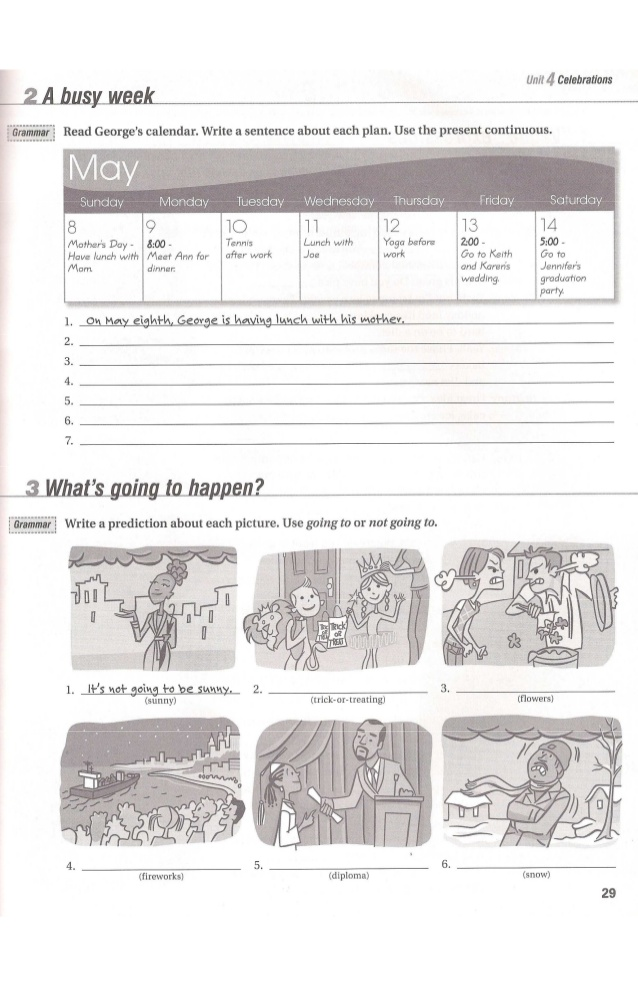 Unit 4 Celebrations
2 A busy week
Grammar Read George's calendar. Write a sentence about each plan. Use the present continuous.
May
Sunday Monday Tuesday Wednesday Thursday Friday Saturday
8 9 10 11 12 13 14
Mother's Day - 8:00 - Tennis Lunch with Yoga before 2:00 - 5:00 -
Have lunch with Meet Ann for after work Joe work Go to Keith Go to
Mom. dinner. and Karen's Jennifer's
wedding. graduation
party.
1. On May eighth, George is having lunch with his mother.
2.
3.
4.
5.
6.
7.
3 What's going to happen?
Grammar Write a prediction about each picture. Use going to or not going to.
TRICK OR TREAT
1. It's not going to be sunny. 2. 3.
(sunny) (trick-or-treating) (flowers)
4. 5. 6.
(fireworks) (diploma) (snow)
29